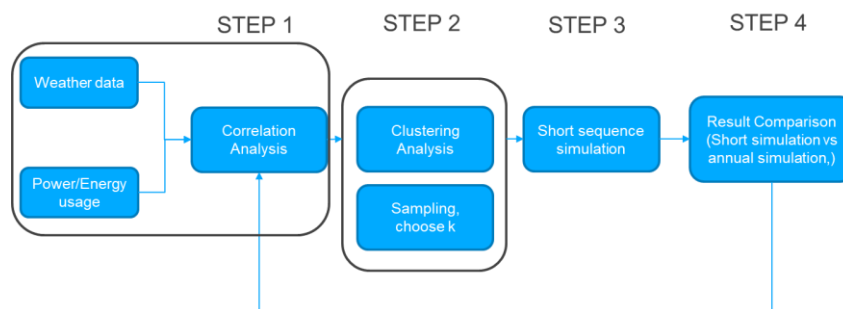 STEP 1
STEP 2
STEP 3
STEP 4
Weather data
Power/Energy
usage
Correlation
Analysis
Clustering
Analysis
Sampling,
choose k
Short sequence
simulation
Result Comparison
(Short simulation vs
annual simulation,)